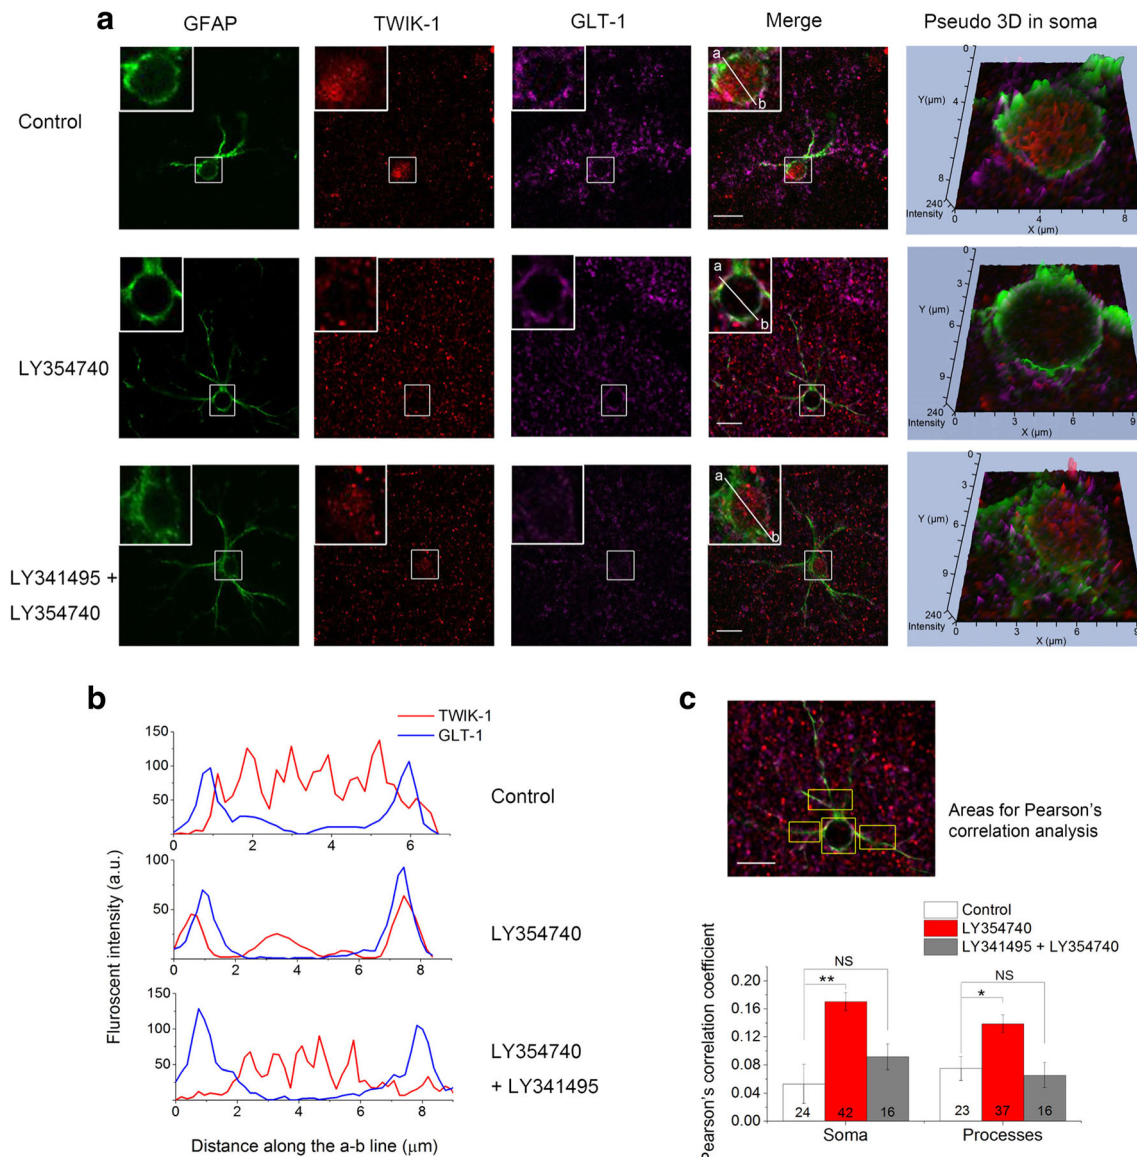 a
GFAP
TWIK-1
GLT-1
Merge
Pseudo 3D in soma
Control
a
b
0
Y(µm)
4
8
240
Intensity
0
4
8
X (µm)
LY354740
a
b
0
3
Y (µm)
6
9
240
Intensity
0
3
6
9
X (µm)
LY341495 +
LY354740
a
b
0
3
Y (µm)
6
9
240
Intensity
0
3
6
9
X (µm)
b
TWIK-1
GLT-1
150
100
50
0
2
4
6
Control
Fluroscent intensity (a.u.)
100
50
0
2
4
6
8
LY354740
150
100
50
0
2
4
6
8
LY354740
+ LY341495
Distance along the a-b line (µm)
c
Areas for Pearson's
correlation analysis
Control
LY354740
LY341495 + LY354740
Pearson's correlation coefficient
0.20
0.16
0.12
0.08
0.04
0.00
NS
**
NS
*
24
42
16
23
37
16
Soma
Processes